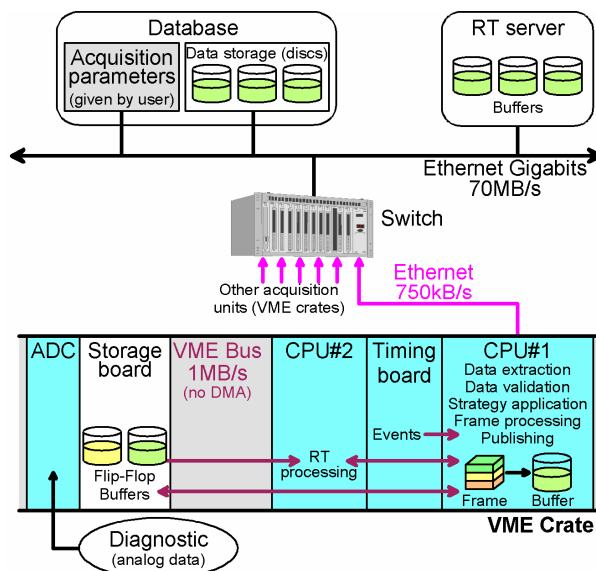 Database
Acquisition
parameters
(given by user)
Data storage (discs)
RT server
Buffers
Ethernet Gigabits
70MB/s
Switch
Other acquisition
units (VME crates)
Ethernet
750kB/s
ADC
Storage
board
Flip-Flop
Buffers
VME Bus
1MB/s
(no DMA)
CPU#2
RT
processing
Timing
board
Events
CPU#1
Data extraction
Data validation
Strategy application
Frame processing
Publishing
Frame
Buffer
VME Crate
Diagnostic
(analog data)